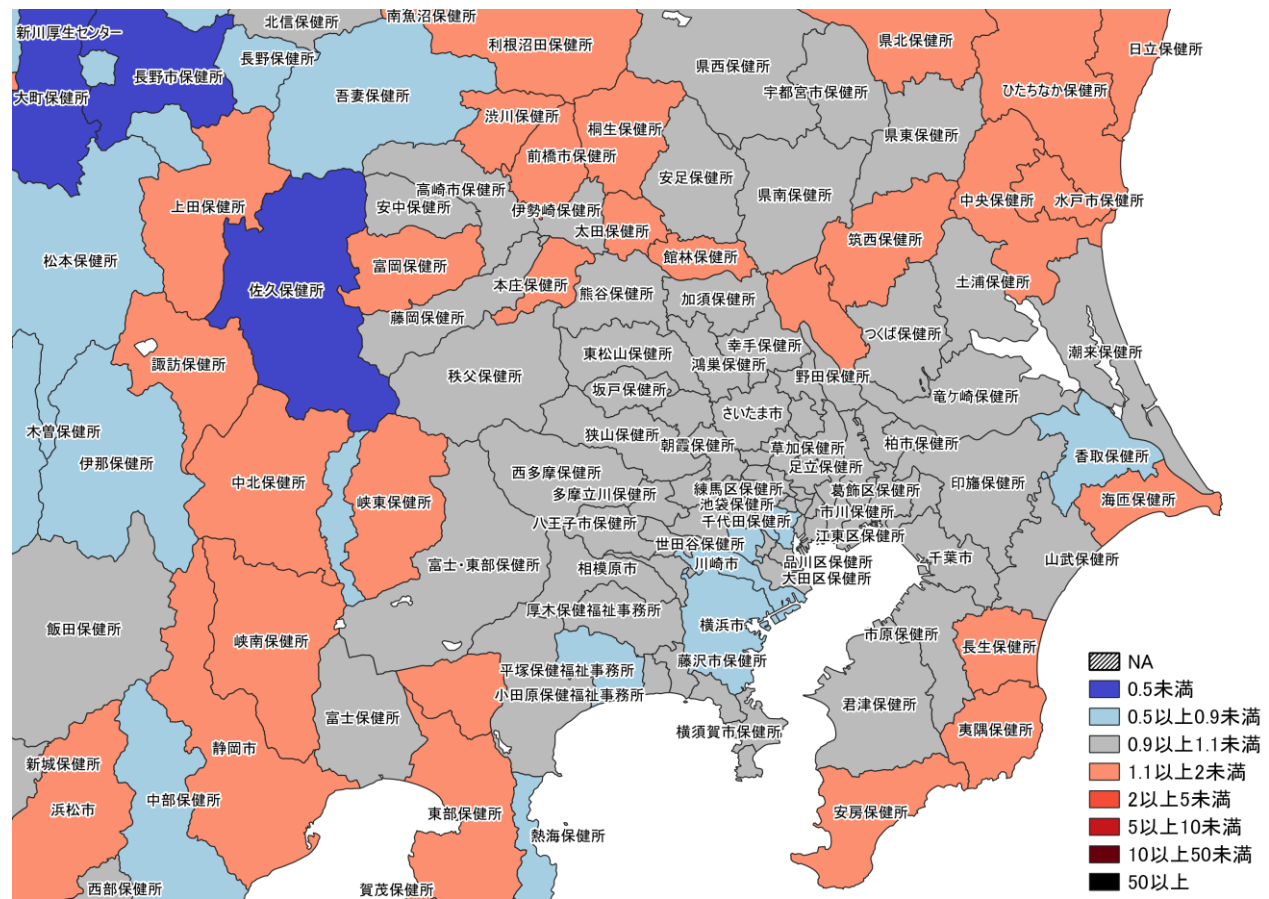 南魚沼保健所
北信保健所
新川厚生センター
利根沼田保健所
県北保健所
日立保健所
長野保健所
県西保健所
長野市保健所
吾妻保健所
宇都宮市保健所
ひたちなか保健所
大町保健所
渋川保健所
桐生保健所
県東保健所
前橋市保健所
安足保健所
高崎市保健所
県南保健所
上田保健所
安中保健所
伊勢崎保健所
中央保健所
水戸市保健所
太田保健所
筑西保健所
松本保健所
富岡保健所
館林保健所
佐久保健所
本庄保健所
熊谷保健所
加須保健所
土浦保健所
藤岡保健所
つくば保健所
幸手保健所
潮来保健所
東松山保健所
諏訪保健所
鴻巣保健所
秩父保健所
野田保健所
坂戸保健所
竜ケ崎保健所
さいたま市
木曽保健所
狭山保健所
朝霞保健所
草加保健所
柏市保健所
香取保健所
伊那保健所
西多摩保健所
足立保健所
中北保健所
峡東保健所
多摩立川保健所
練馬区保健所
葛飾区保健所
印旛保健所
海匝保健所
池袋保健所
市川保健所
八王子市保健所
千代田保健所
江東区保健所
世田谷保健所
千葉市
山武保健所
富士・東部保健所
相模原市
川崎市
品川区保健所
大田区保健所
厚木保健福祉事務所
飯田保健所
横浜市
市原保健所
峡南保健所
長生保健所
藤沢市保健所
平塚保健福祉事務所
小田原保健福祉事務所
君津保健所
富士保健所
横須賀市保健所
夷隅保健所
静岡市
新城保健所
浜松市
中部保健所
東部保健所
安房保健所
熱海保健所
西部保健所
賀茂保健所
NA
0.5未満
0.5以上0.9未満
0.9以上1.1未満
1.1以上2未満
2以上5未満
5以上10未満
10以上50未満
50以上